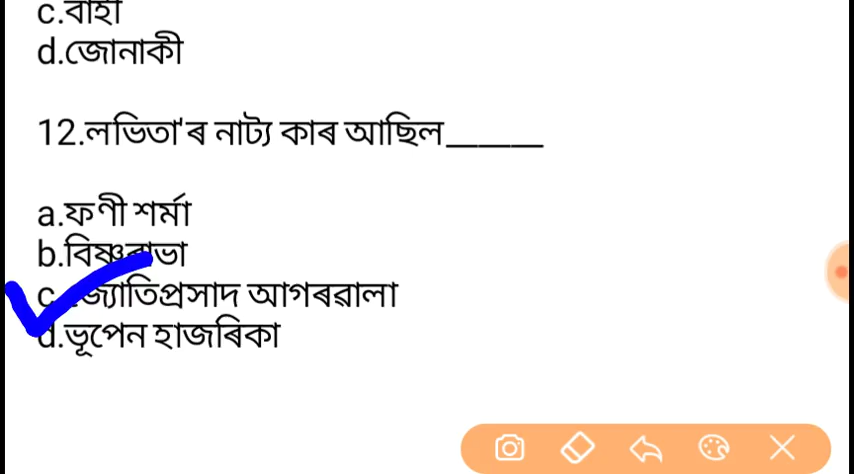 c.বাহী
d.জোনাকী
12.লভিতা'ৰ নাট্য কাৰ আছিল______
a.ফণী শৰ্মা
b.বিষ্ণুৰাভা
c.জ্যোতিপ্ৰসাদ আগৰৱালা
d.ভূপেন হাজৰিকা